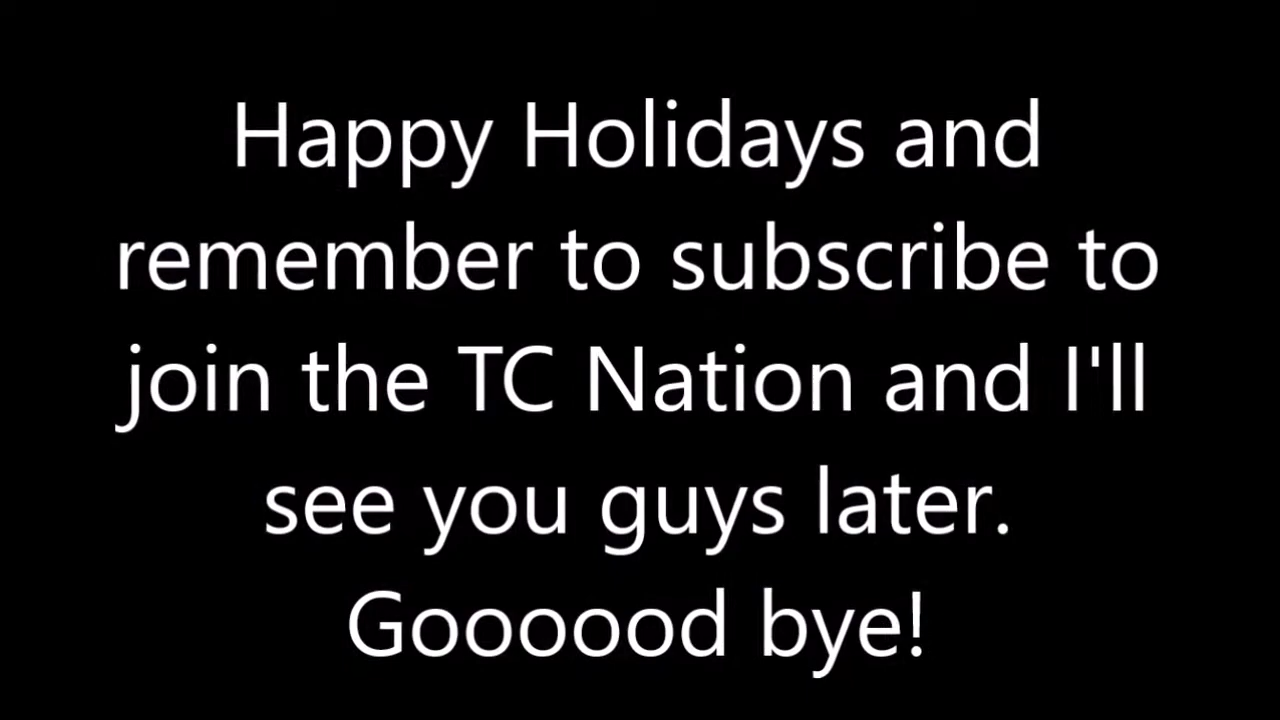 Happy Holidays and
remember to subscribe to
join the TC Nation and I'll
see you guys later.
Goooood bye!